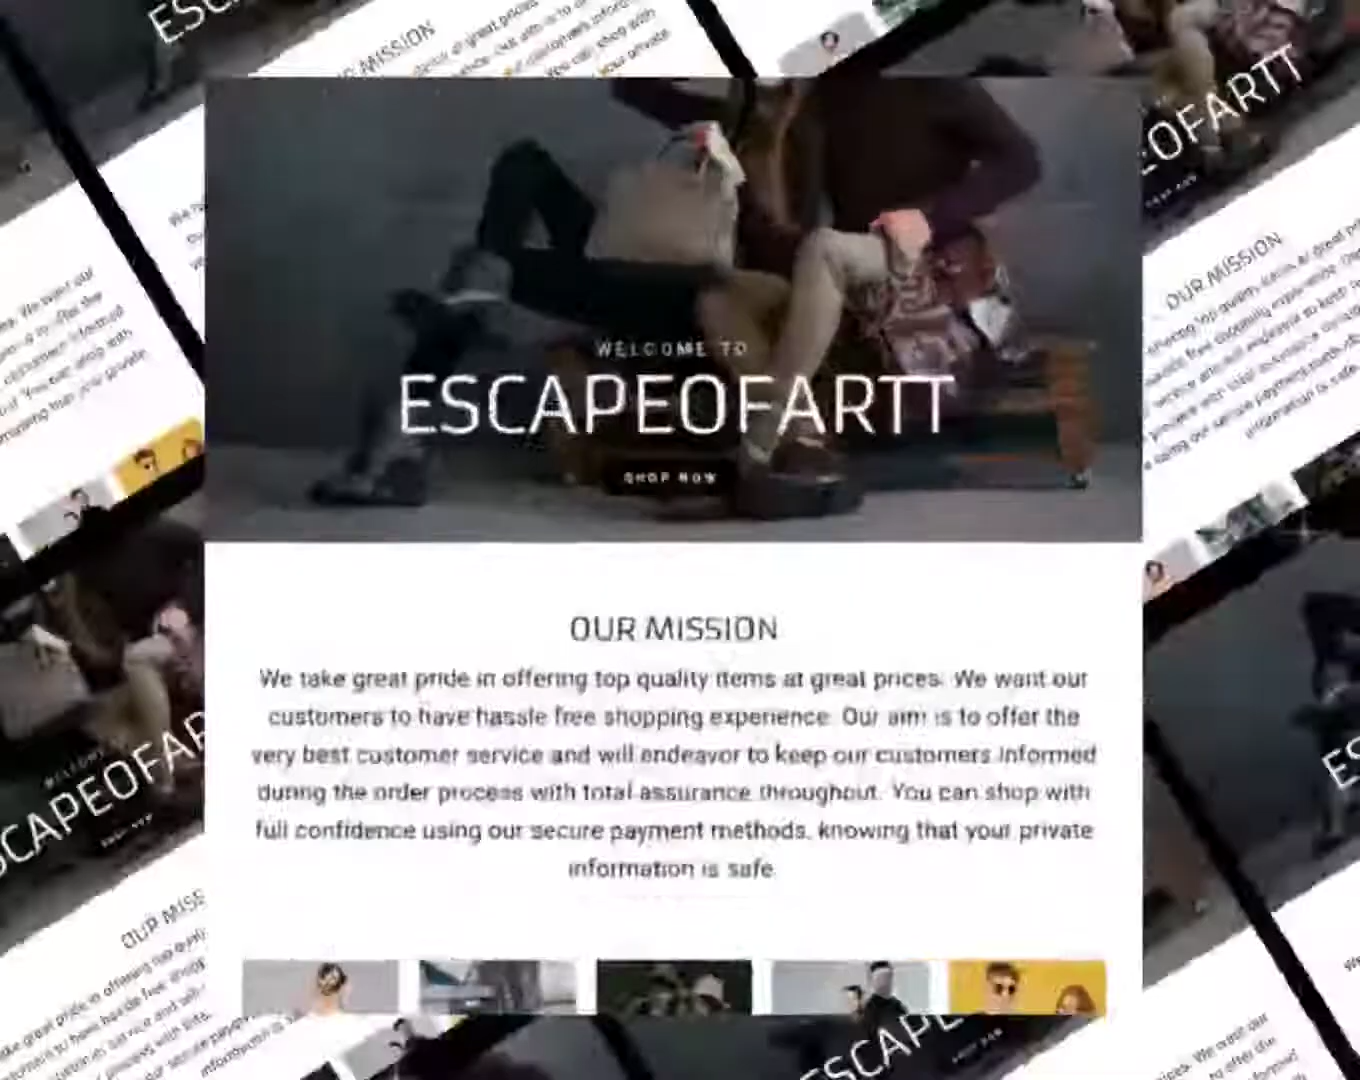 WELCOME TO
ESCAPEOFARTT
SHOP NOW
OUR MISSION
We take great pride in offering top quality items at great prices. We want our
customers to have hassle free shopping experience. Our aim is to offer the
very best customer service and will endeavor to keep our customers informed
during the order process with total assurance throughout. You can shop with
full confidence using our secure payment methods, knowing that your private
information is safe.